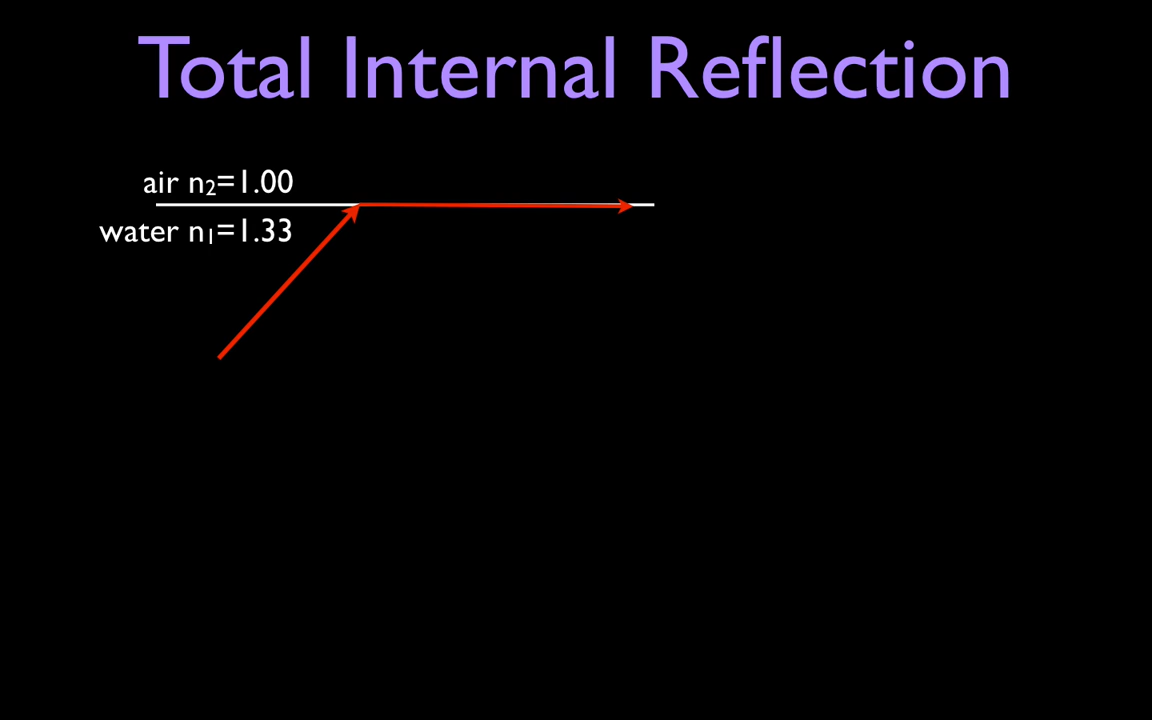 Total Internal Reflection
air n₂=1.00
water n₁=1.33